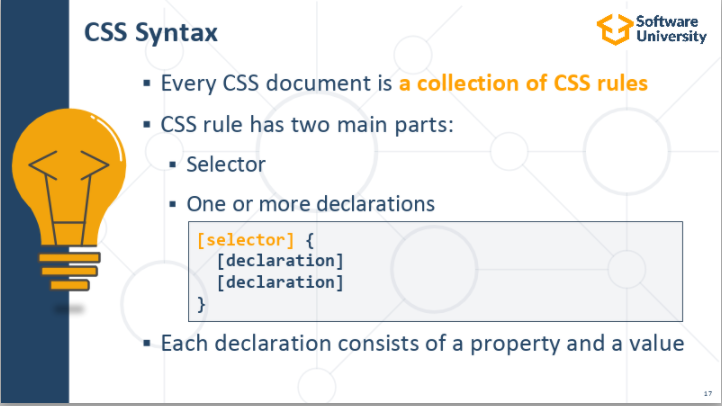 CSS Syntax
Software
University
▪ Every CSS document is a collection of CSS rules
▪ CSS rule has two main parts:
▪ Selector
▪ One or more declarations
[selector] {
[declaration]
[declaration]
}
▪ Each declaration consists of a property and a value
17